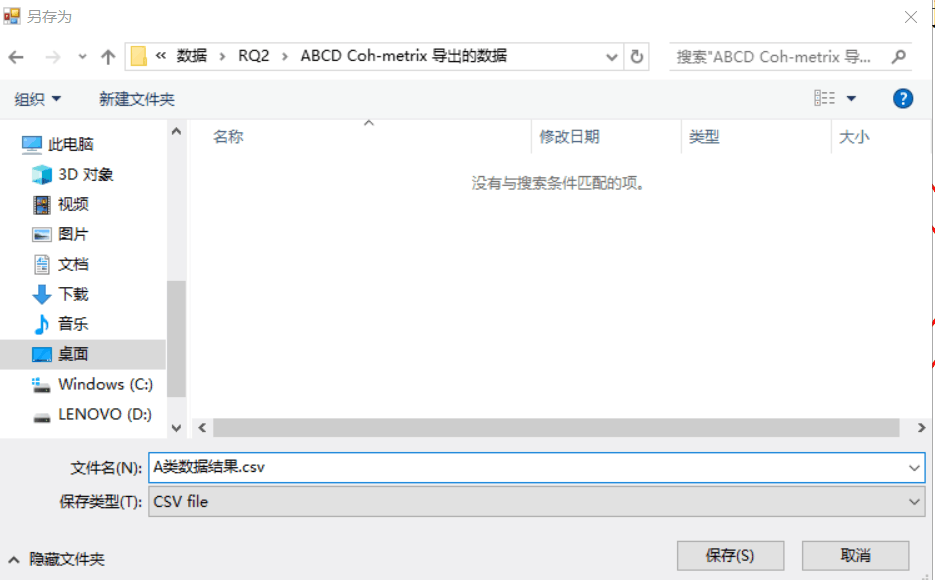 另存为
« 数据 › RQ2 › ABCD Coh-metrix 导出的数据
搜索"ABCD Coh-metrix 导...
组织
新建文件夹
?
名称
修改日期
类型
大小
没有与搜索条件匹配的项。
此电脑
3D 对象
视频
图片
文档
下载
音乐
桌面
Windows (C:)
LENOVO (D:)
文件名(N): A类数据结果.csv
保存类型(T): CSV file
隐藏文件夹
保存(S)
取消